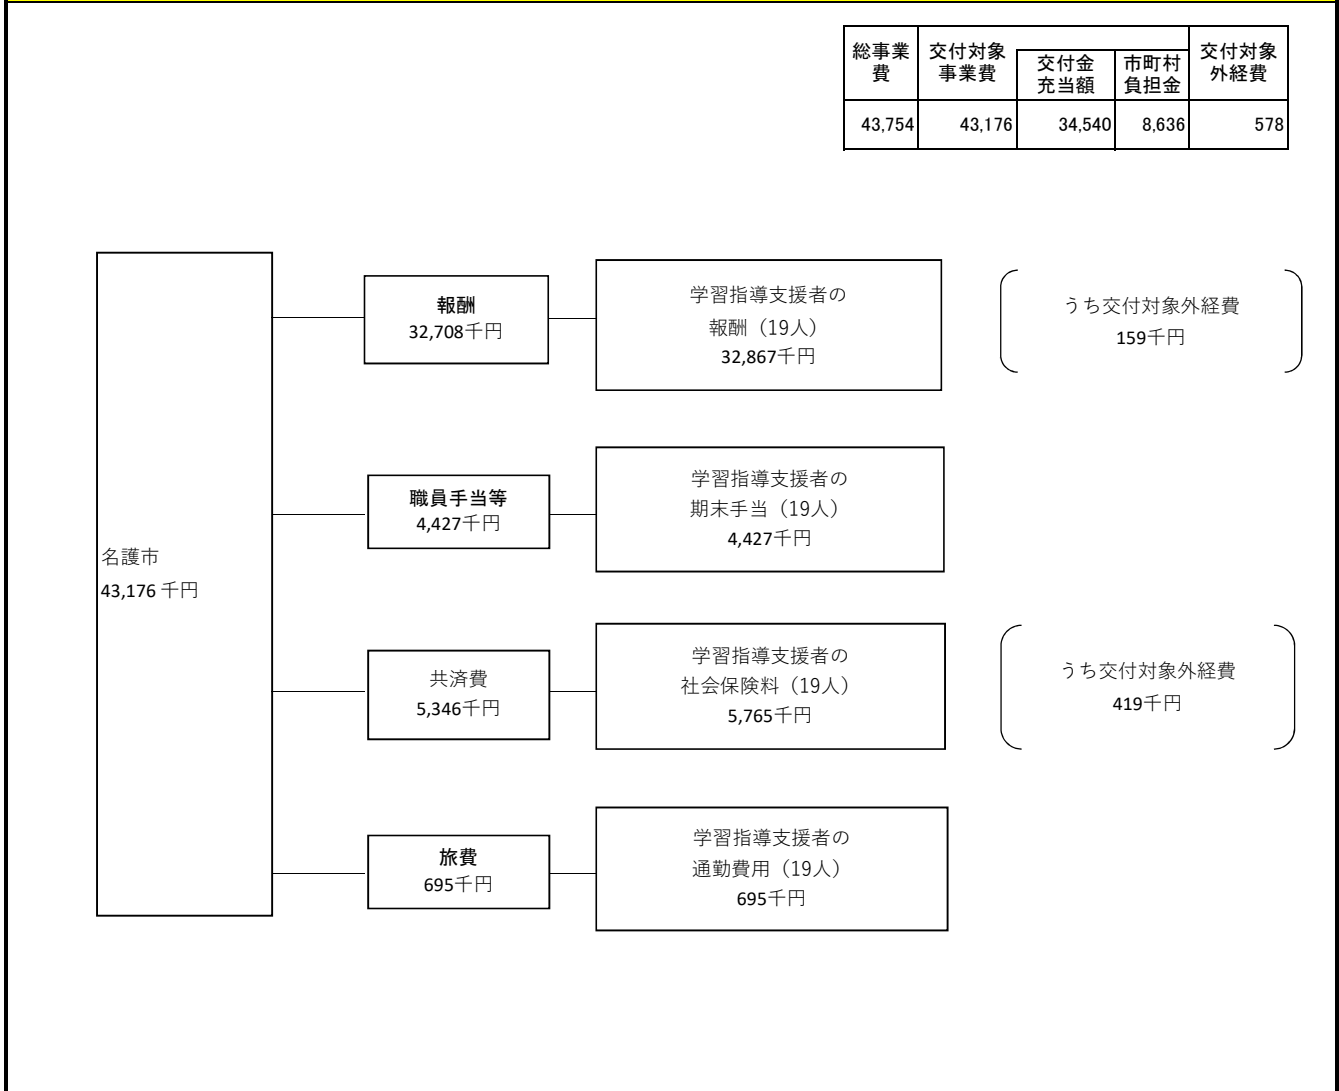 総事業
費
交付対象
事業費
交付金
充当額
市町村
負担金
交付対象
外経費
43,754 43,176 34,540 8,636 578
報酬
32,708千円
学習指導支援者の
報酬（19人）
32,867千円
うち交付対象外経費
159千円
職員手当等
4,427千円
学習指導支援者の
期末手当（19人）
4,427千円
名護市
43,176 千円
共済費
5,346千円
学習指導支援者の
社会保険料（19人）
5,765千円
うち交付対象外経費
419千円
旅費
695千円
学習指導支援者の
通勤費用（19人）
695千円